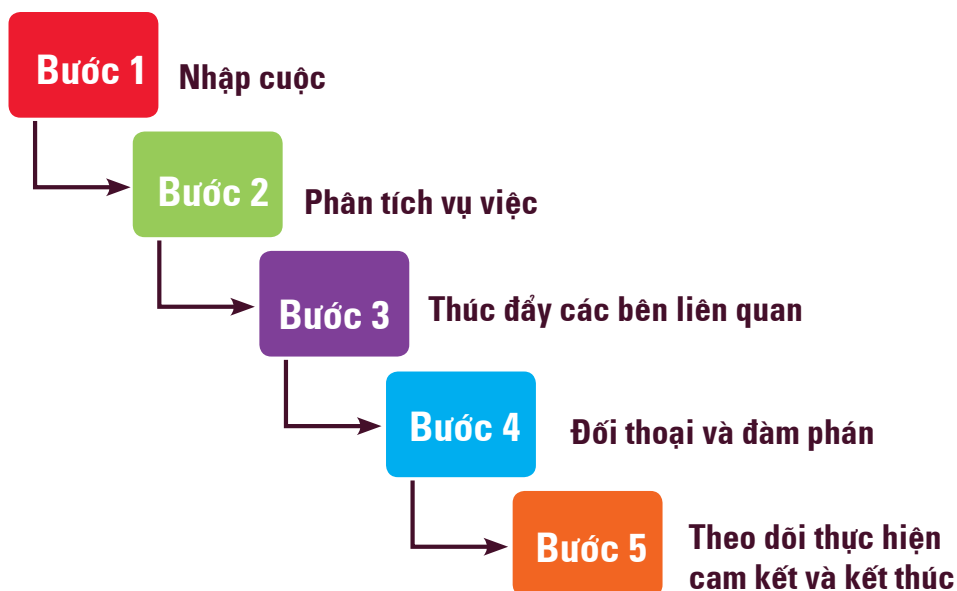 Bước 1
Nhập cuộc
Bước 2
Phân tích vụ việc
Bước 3
Thúc đẩy các bên liên quan
Bước 4
Đối thoại và đàm phán
Bước 5
Theo dõi thực hiện
cam kết và kết thúc